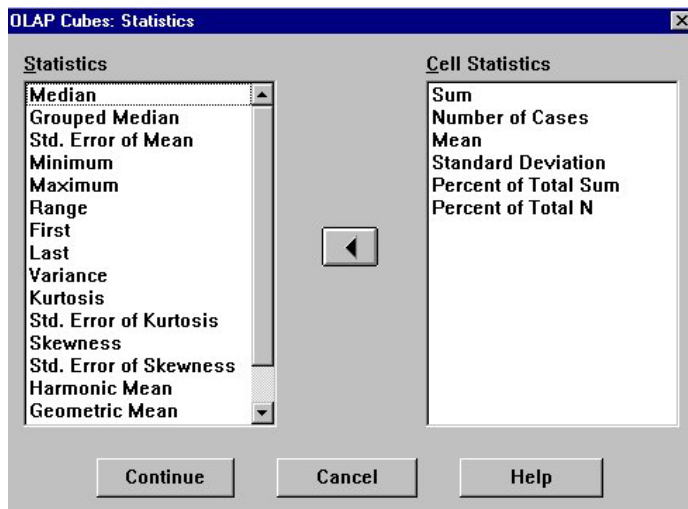 OLAP Cubes: Statistics
Statistics
Median
Grouped Median
Std. Error of Mean
Minimum
Maximum
Range
First
Last
Variance
Kurtosis
Std. Error of Kurtosis
Skewness
Std. Error of Skewness
Harmonic Mean
Geometric Mean
Cell Statistics
Sum
Number of Cases
Mean
Standard Deviation
Percent of Total Sum
Percent of Total N
Continue
Cancel
Help